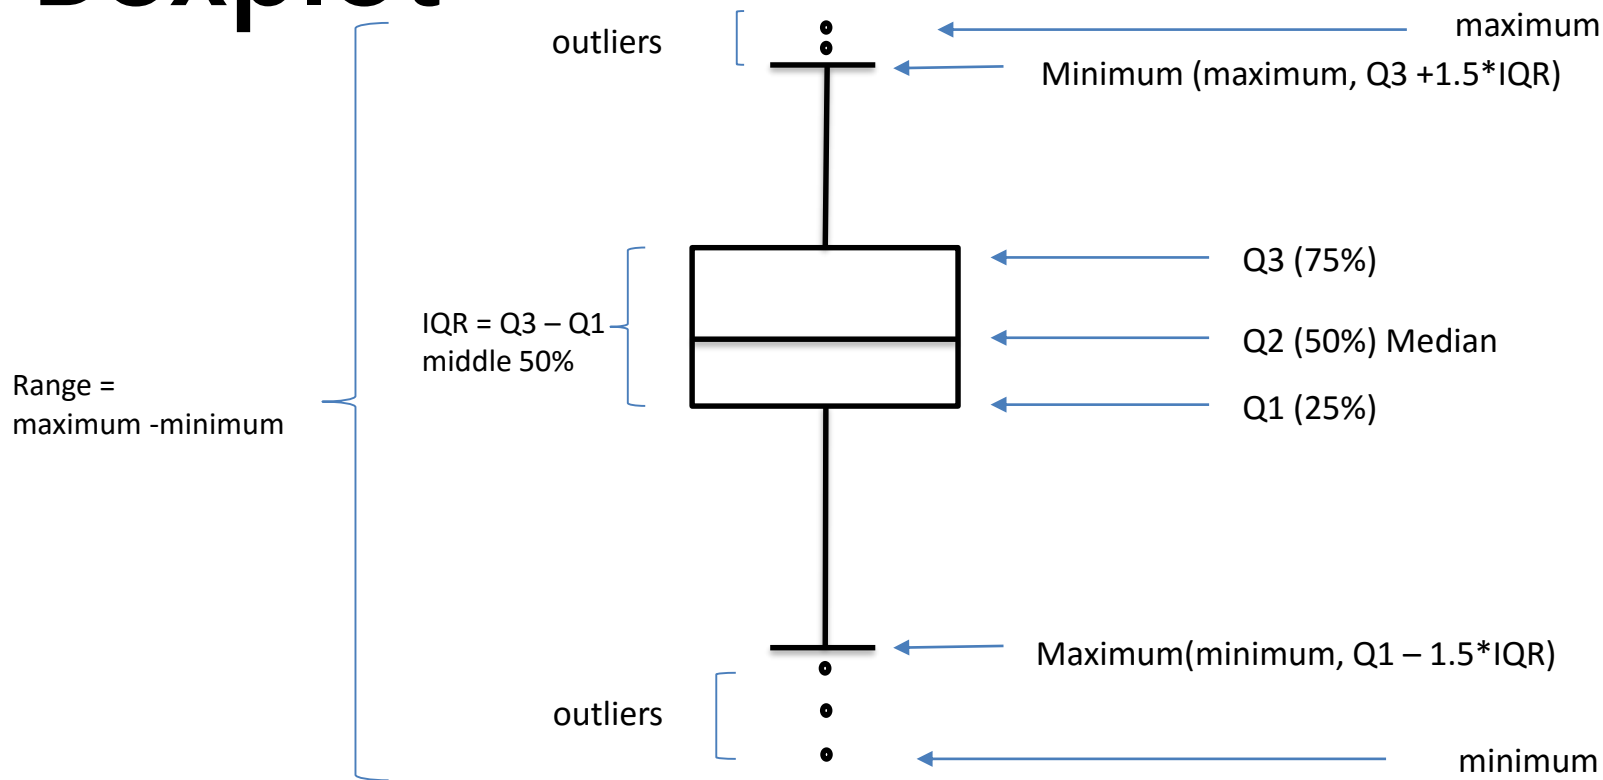 Boxplot
outliers
maximum
Minimum (maximum, Q3 +1.5*IQR)
Q3 (75%)
IQR = Q3 – Q1
middle 50%
Q2 (50%) Median
Range =
maximum -minimum
Q1 (25%)
Maximum(minimum, Q1 – 1.5*IQR)
outliers
minimum